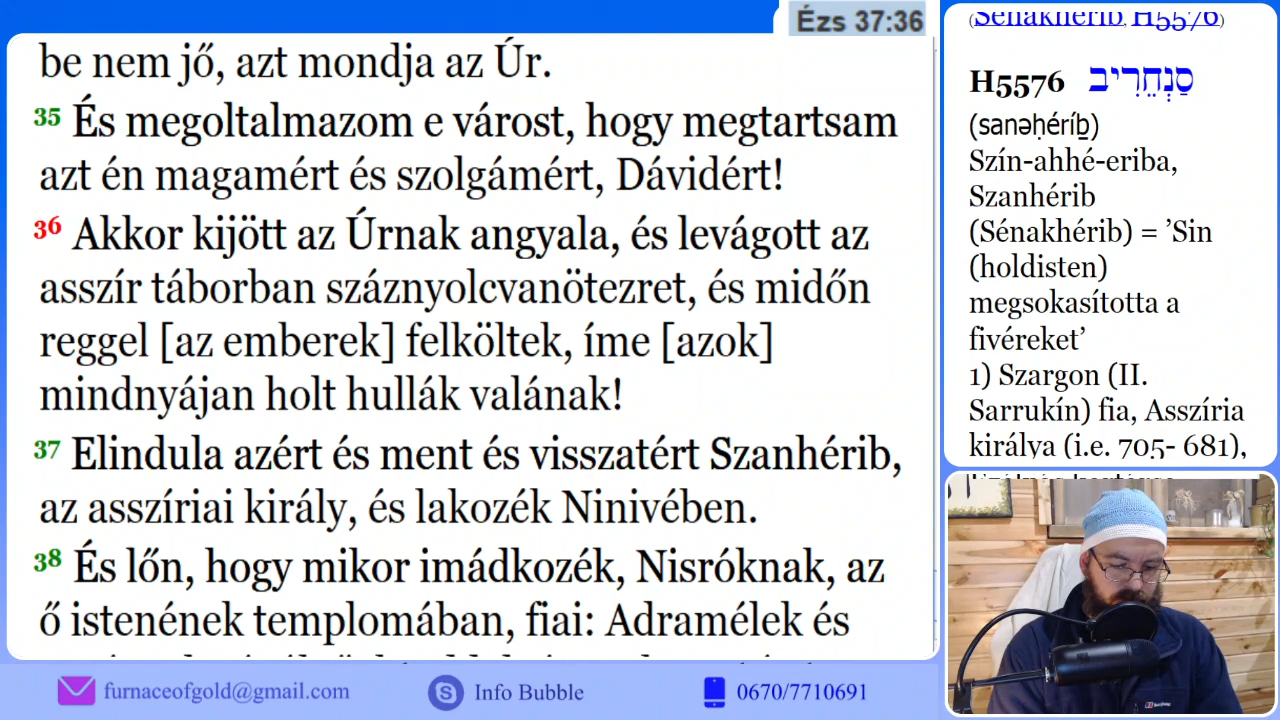 Ézs 37:36
be nem jő, azt mondja az Úr.
35 És megoltalmazom e várost, hogy megtartsam
azt én magamért és szolgámért, Dávidért!
36 Akkor kijött az Úrnak angyala, és levágott az
asszír táborban száznyolcvanötezret, és midőn
reggel [az emberek] felköltek, íme [azok]
mindnyájan holt hullák valának!
37 Elindula azért és ment és visszatért Szanhérib,
az asszíriai király, és lakozék Ninivében.
38 És lőn, hogy mikor imádkozék, Nisróknak, az
ő istenének templomában, fiai: Adramélek és
(Sénakhérib, H5576)
H5576 סַנְחֵרִיב
(sanəḥéríḇ)
Szín-ahhé-eriba,
Szanhérib
(Sénakhérib) = ’Sin
(holdisten)
megsokasította a
fivéreket’
1) Szargon (II.
Sarrukín) fia, Asszíria
királya (i.e. 705- 681),
furnaceofgold@gmail.com
Info Bubble
0670/7710691